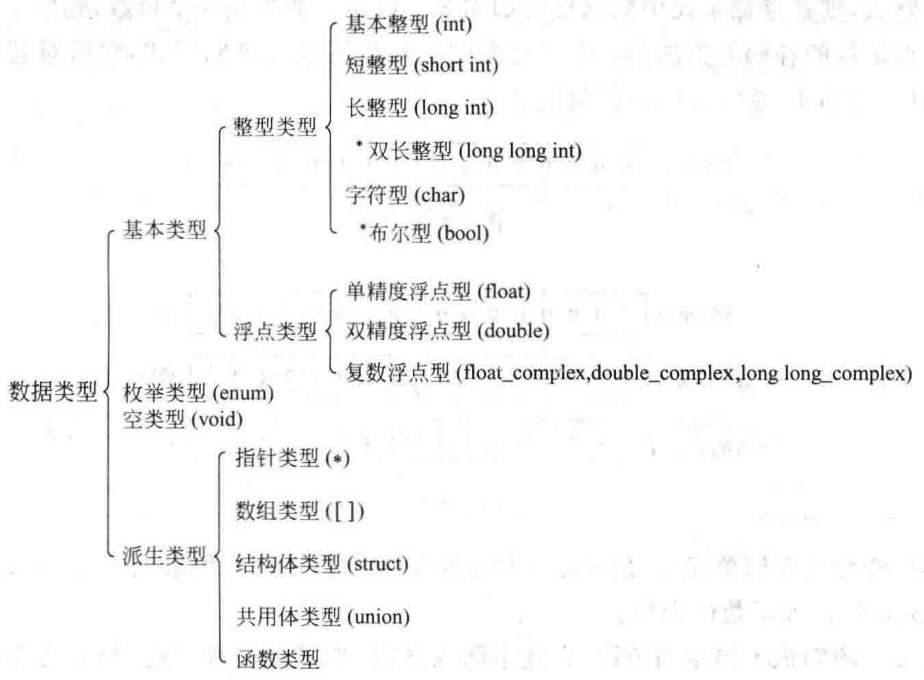 基本整型 (int)
短整型 (short int)
整型类型
长整型 (long int)
*双长整型 (long long int)
字符型 (char)
基本类型
*布尔型 (bool)
单精度浮点型 (float)
浮点类型
双精度浮点型 (double)
复数浮点型 (float_complex,double_complex,long long_complex)
数据类型
枚举类型 (enum)
空类型 (void)
指针类型 (*)
数组类型 ([ ])
派生类型
结构体类型 (struct)
共用体类型 (union)
函数类型